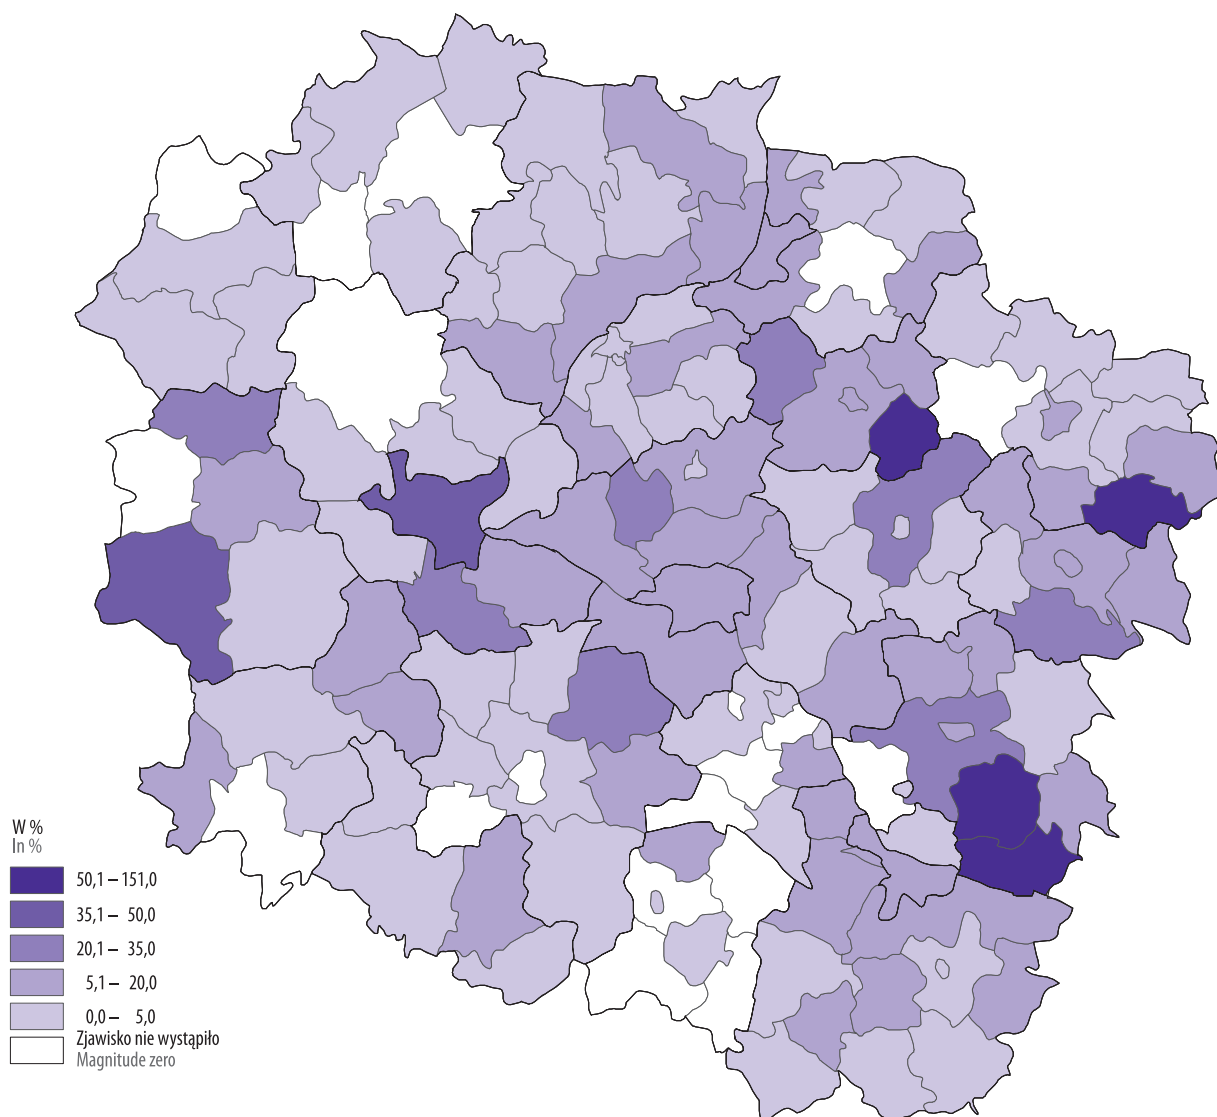 W %
In %
50,1 – 151,0
35,1 – 50,0
20,1 – 35,0
5,1 – 20,0
0,0 – 5,0
Zjawisko nie wystąpiło
Magnitude zero